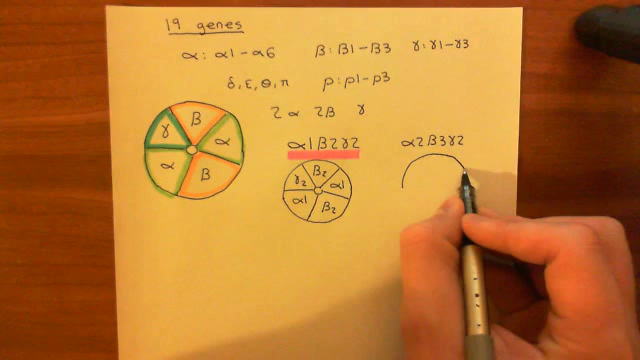 19 genes
α: α1-α6 β: β1-β3 γ: γ1-γ3
δ, ε, θ, π ρ: ρ1-ρ3
2α 2β γ
α1β2γ2 α2β3γ2
β
γ α
α β
β2
γ2 α1
α1 β2